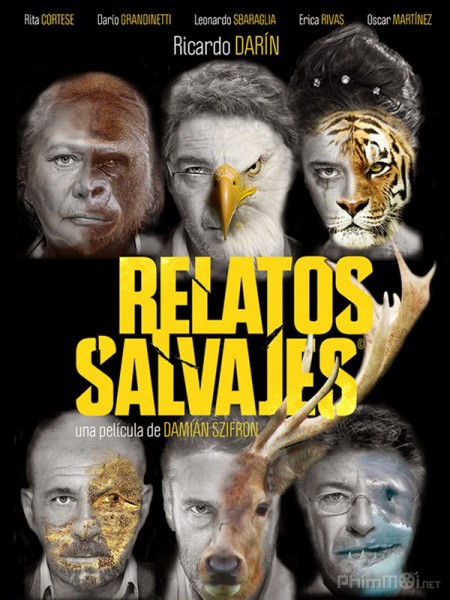 Rita CORTESE Darío GRANDINETTI Leonardo SBARAGLIA Erica RIVAS Oscar MARTÍNEZ
Ricardo DARÍN
RELATOS
SALVAJES
©
una película de DAMIÁN SZIFRON
PHIMMOI.NET